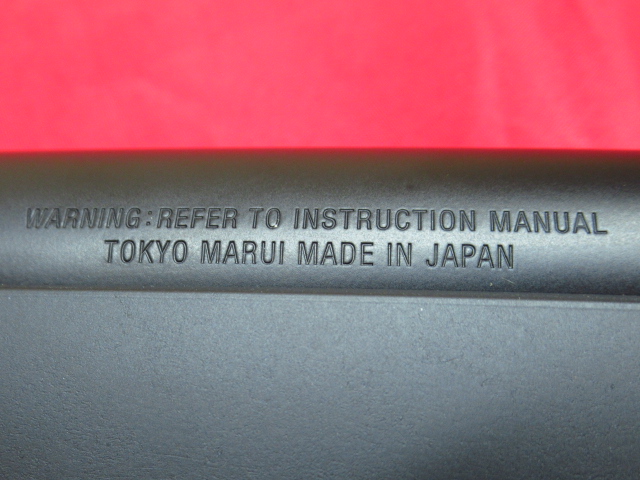 WARNING: REFER TO INSTRUCTION MANUAL
TOKYO MARUI MADE IN JAPAN